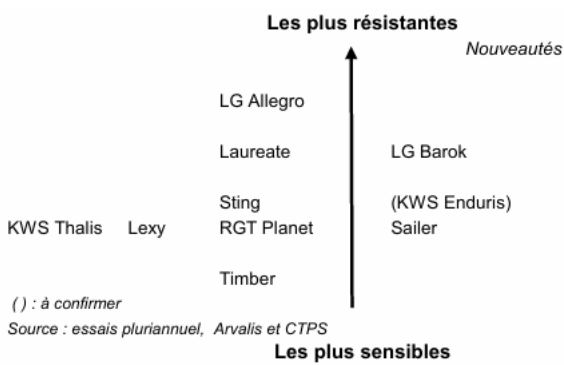 Les plus résistantes
Nouveautés
LG Allegro
Laureate LG Barok
Sting (KWS Enduris)
KWS Thalis Lexy RGT Planet Sailer
Timber
( ) : à confirmer
Source : essais pluriannuel, Arvalis et CTPS
Les plus sensibles